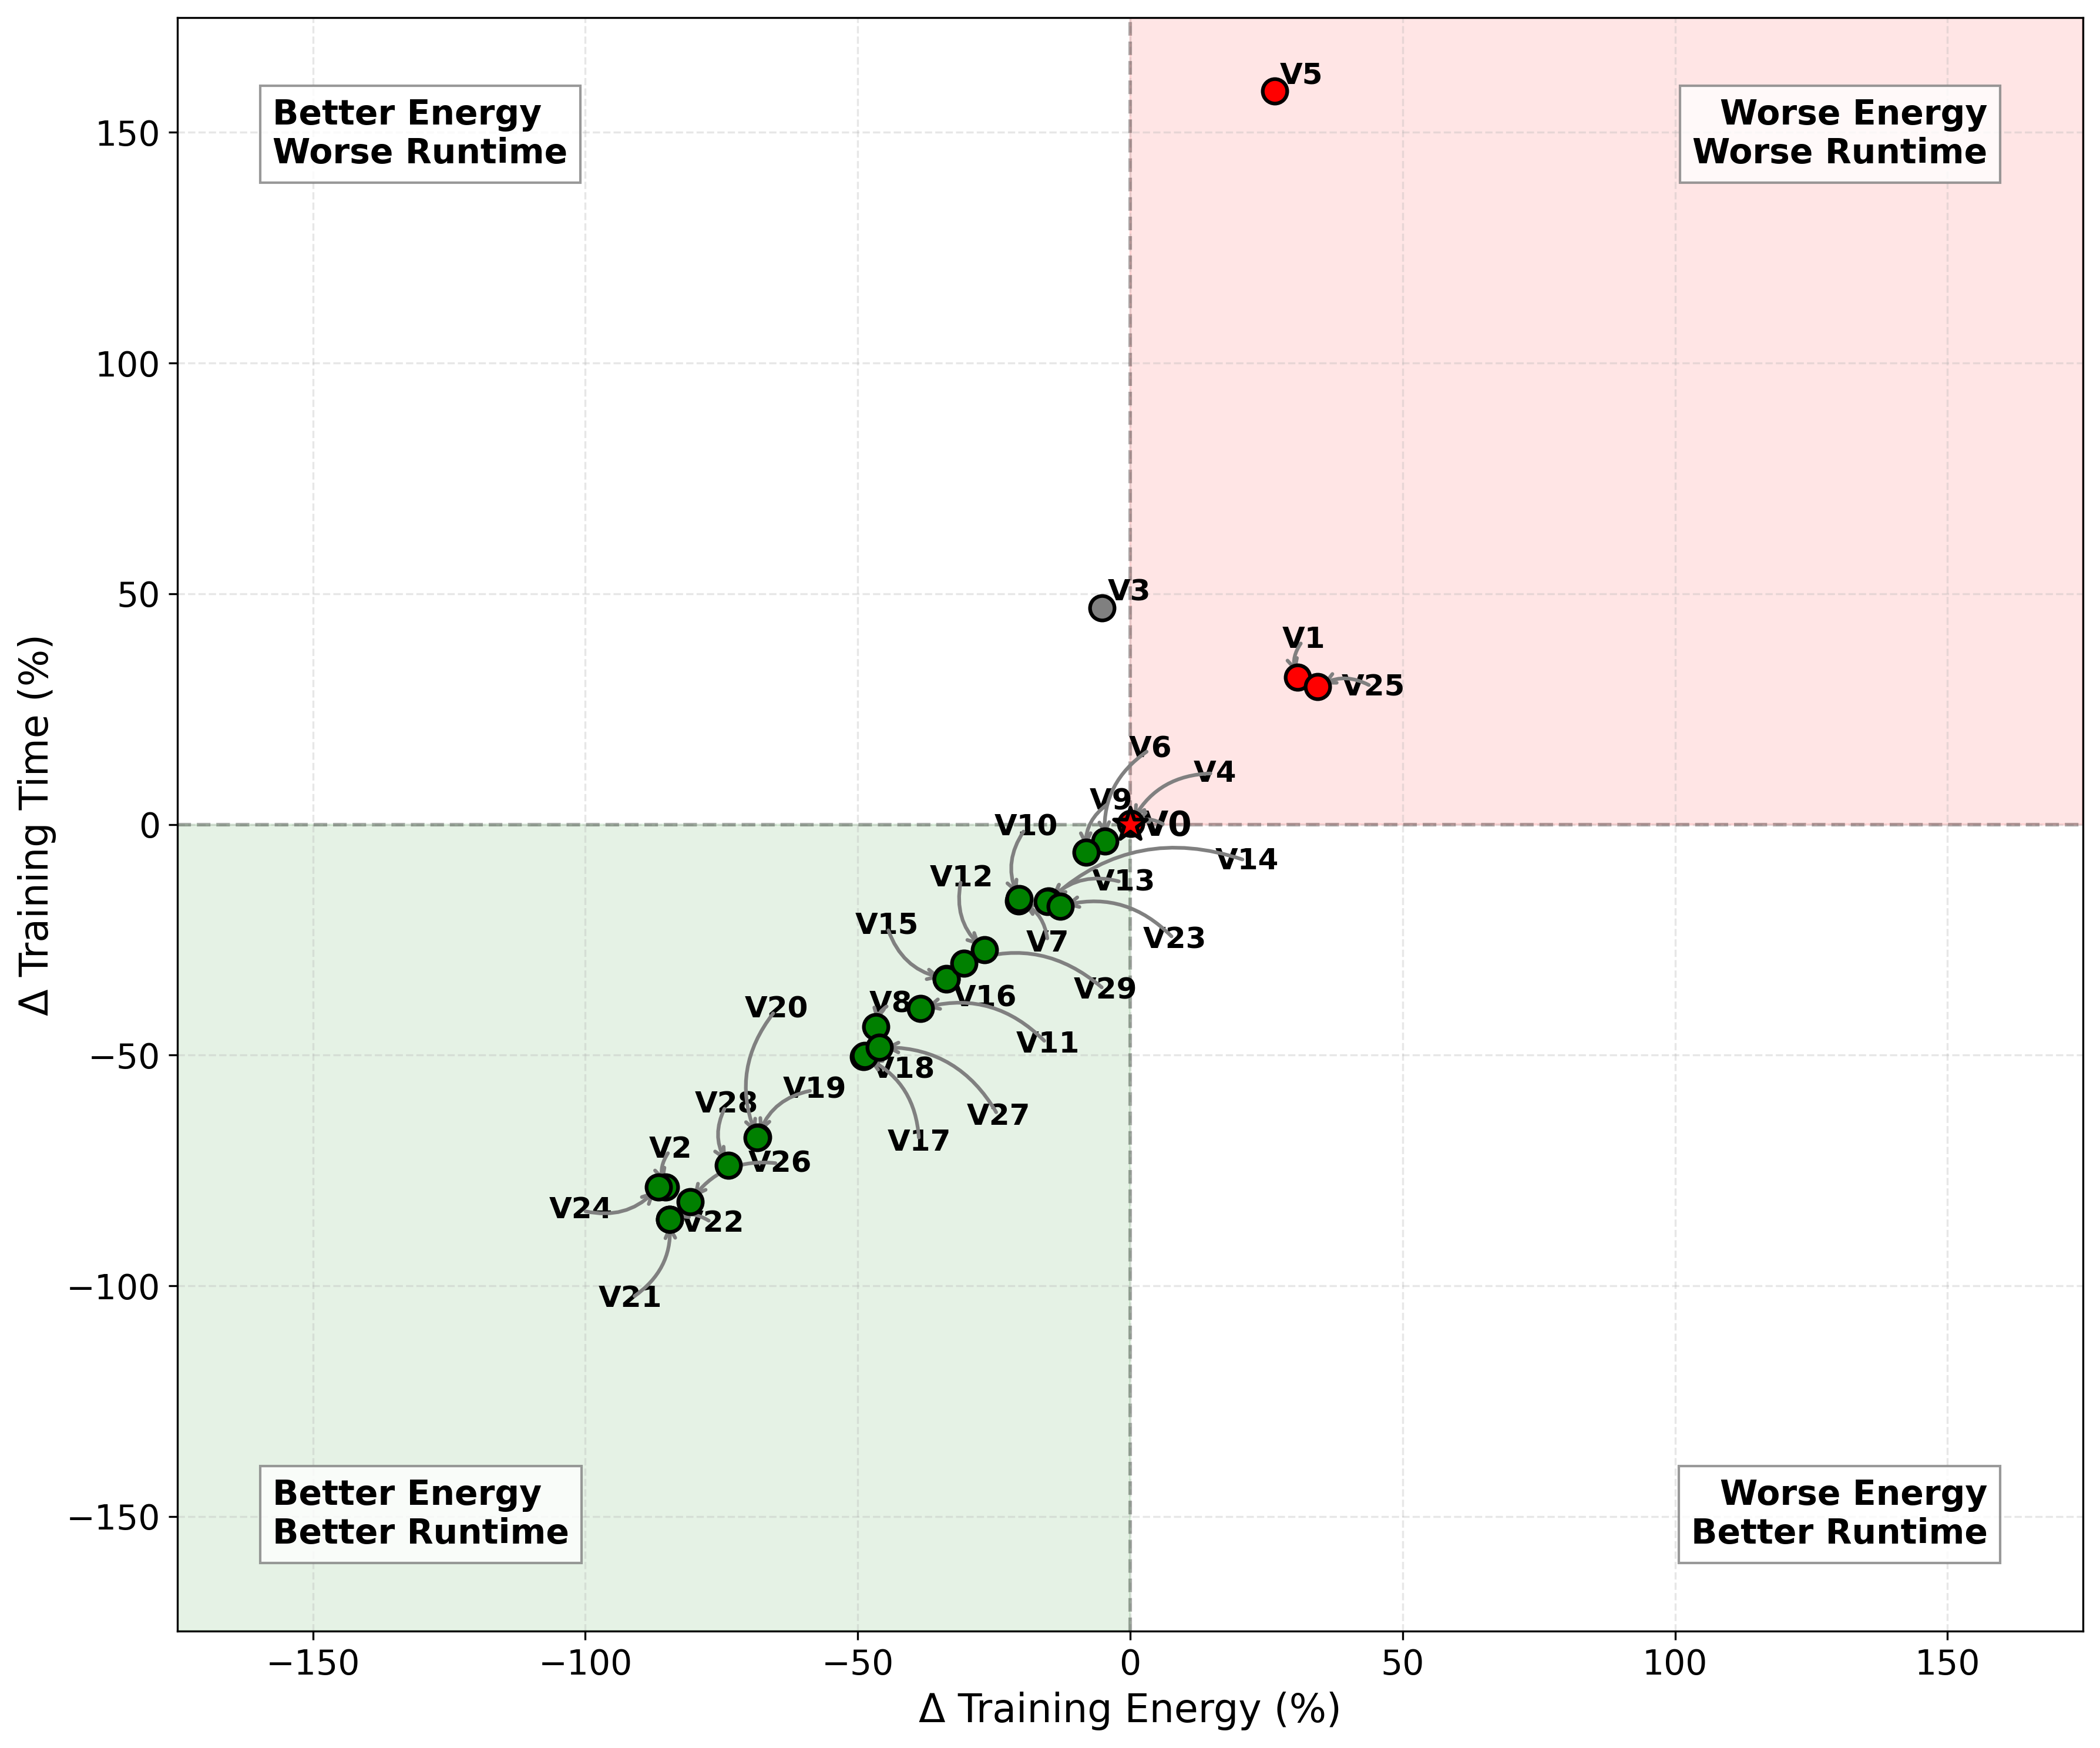 Better Energy
Worse Runtime
Worse Energy
Worse Runtime
V5
150
100
50
0
−50
−100
−150
V3
V1
V25
V6
V4
V9
V10
V0
V14
V12
V13
V15
V7
V23
V29
V16
V8
V20
V11
V18
V19
V28
V27
V17
V2
V26
V24
V22
V21
Better Energy
Better Runtime
Worse Energy
Better Runtime
−150
−100
−50
0
50
100
150
Δ Training Energy (%)
Δ Training Time (%)